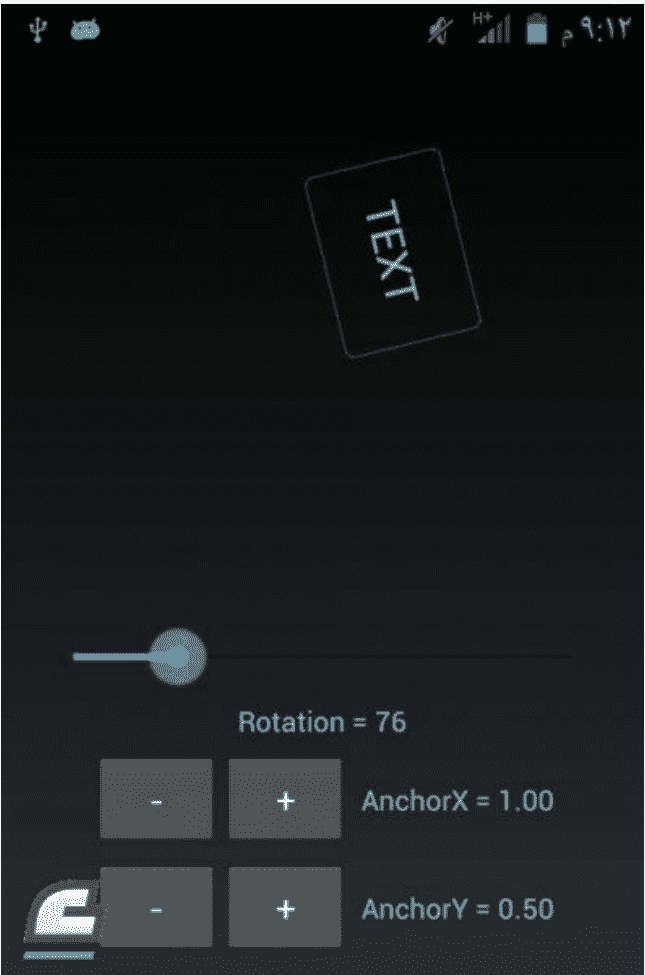 H+ م ٩:١٢
TEXT
Rotation = 76
- + AnchorX = 1.00
- + AnchorY = 0.50